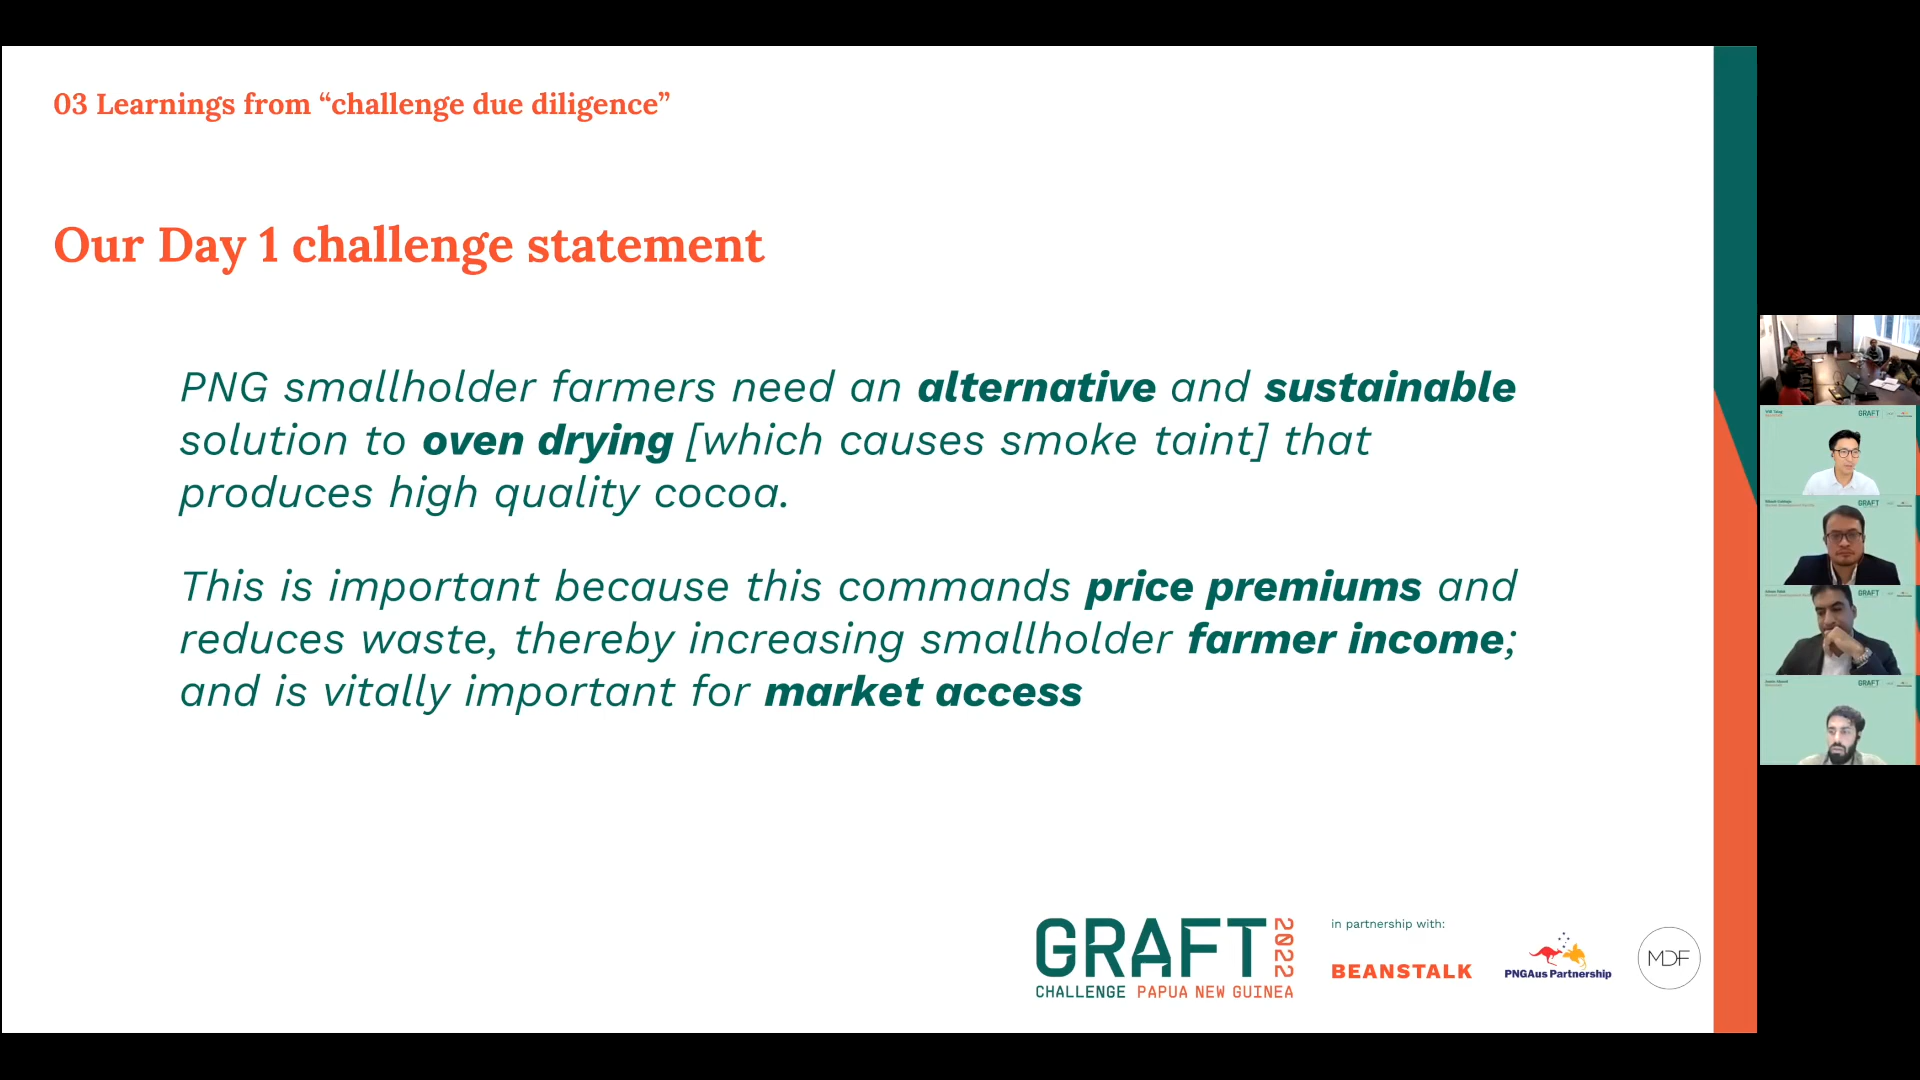 03 Learnings from “challenge due diligence”
Our Day 1 challenge statement
PNG smallholder farmers need an alternative and sustainable
solution to oven drying [which causes smoke taint] that
produces high quality cocoa.
This is important because this commands price premiums and
reduces waste, thereby increasing smallholder farmer income;
and is vitally important for market access
GRAFT 2022
CHALLENGE PAPUA NEW GUINEA
in partnership with:
BEANSTALK
PNGAus Partnership
MDF
GRAFT
GRAFT
GRAFT
GRAFT